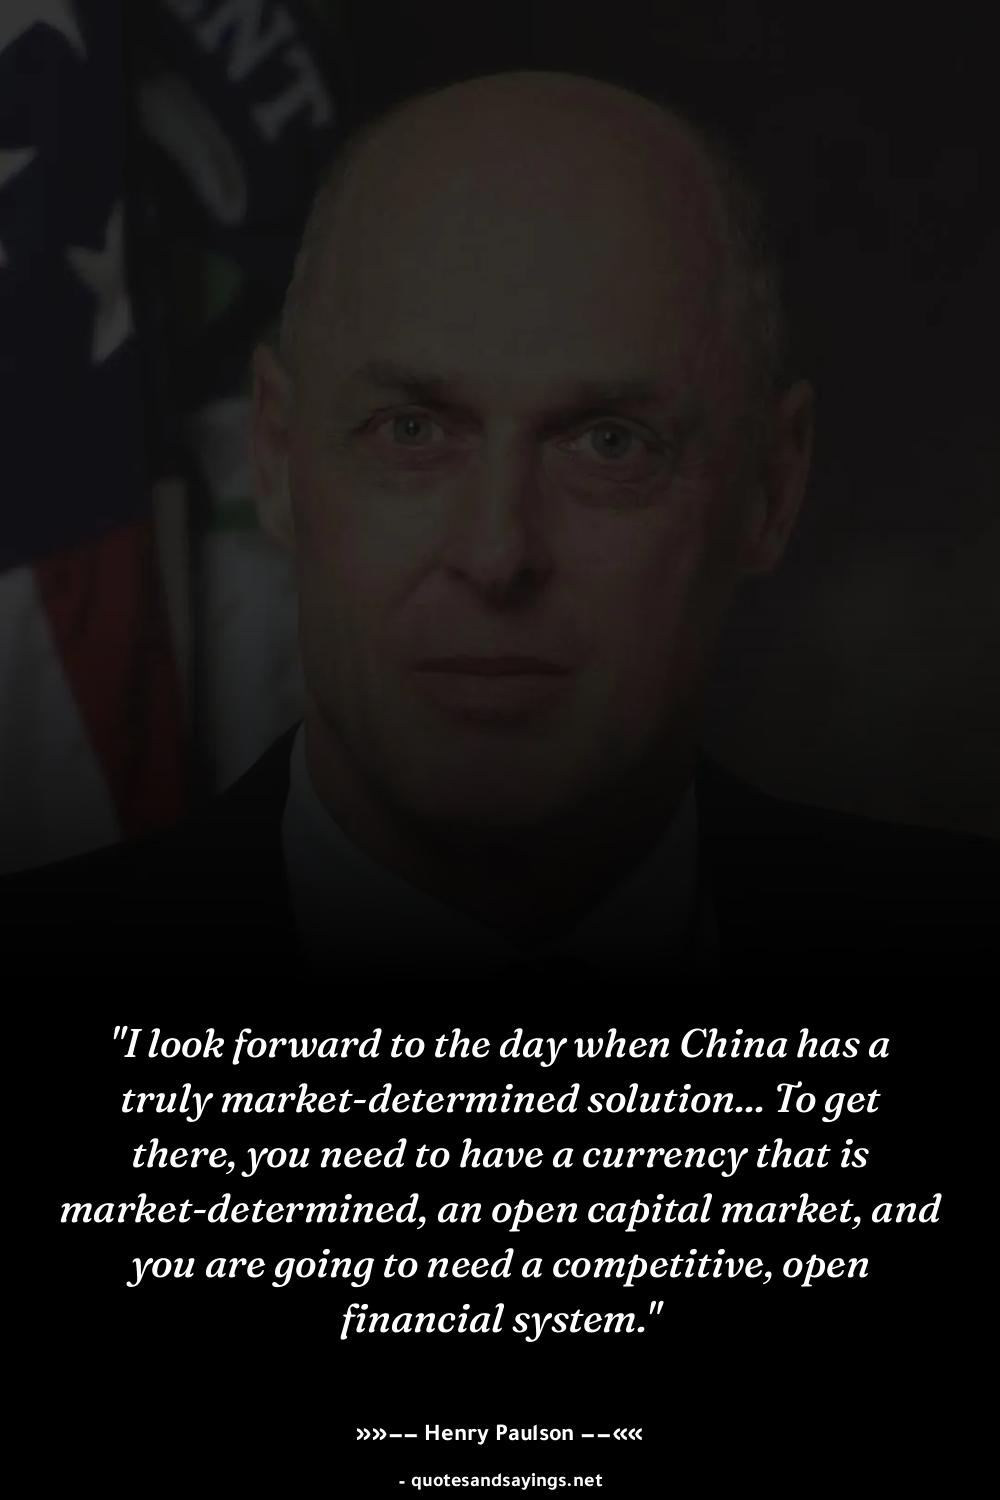 ENT
"I look forward to the day when China has a
truly market-determined solution... To get
there, you need to have a currency that is
market-determined, an open capital market, and
you are going to need a competitive, open
financial system."
»»−− Henry Paulson −−««
- quotesandsayings.net